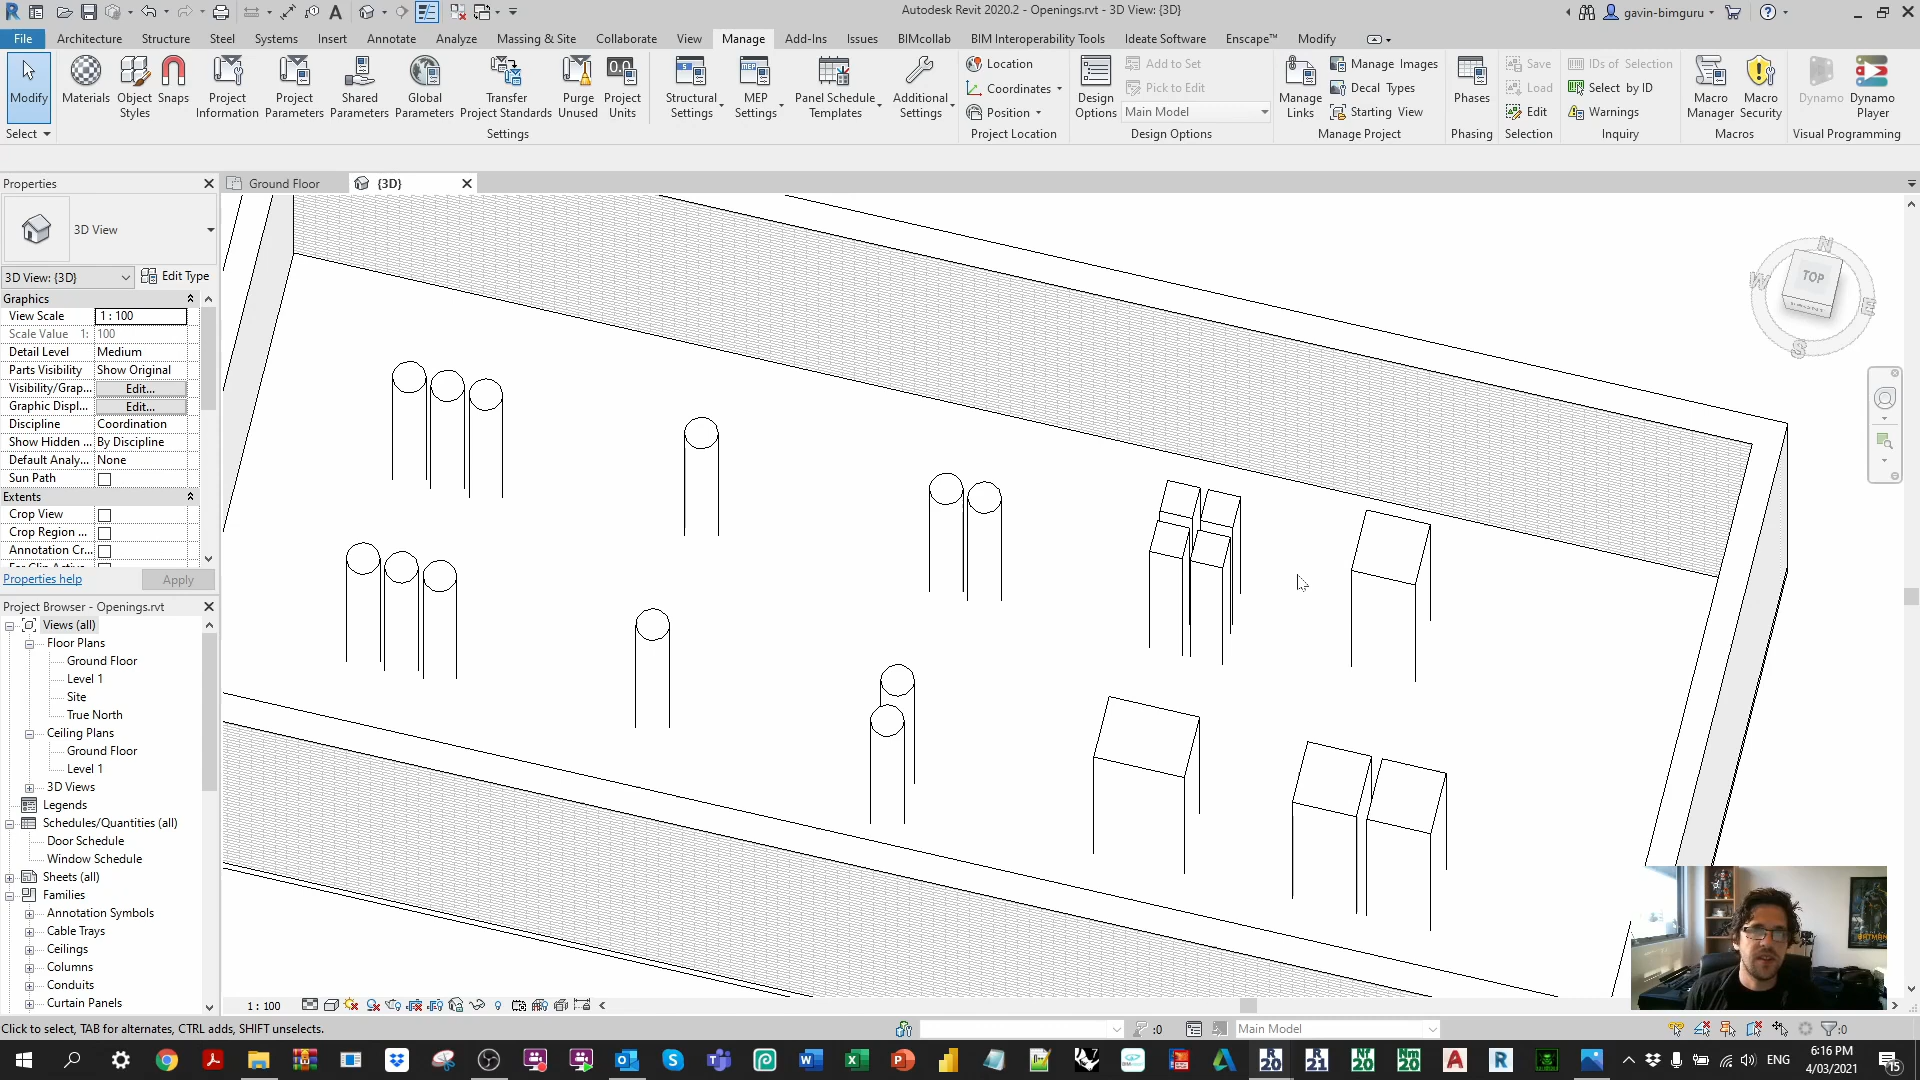 Autodesk Revit 2020.2 - Openings.rvt - 3D View: {3D}
gavin-bimguru
File Architecture Structure Steel Systems Insert Annotate Analyze Massing & Site Collaborate View Manage Add-Ins Issues BIMcollab BIM Interoperability Tools Ideate Software Enscape™ Modify
Modify
Materials
Object Styles
Snaps
Project Information
Project Parameters
Shared Parameters
Global Parameters
Transfer Project Standards
Purge Unused
Project Units
Structural Settings
MEP Settings
Panel Schedule Templates
Additional Settings
Location
Coordinates
Position
Design Options
Add to Set
Pick to Edit
Main Model
Manage Links
Manage Images
Decal Types
Starting View
Phases
Save
Load
Edit
IDs of Selection
Select by ID
Warnings
Macro Manager
Macro Security
Dynamo
Dynamo Player
Select
Settings
Project Location
Design Options
Manage Project
Phasing
Selection
Inquiry
Macros
Visual Programming
Properties
Ground Floor
{3D}
3D View
3D View: {3D}
Edit Type
Graphics
View Scale 1 : 100
Scale Value 1: 100
Detail Level Medium
Parts Visibility Show Original
Visibility/Grap... Edit...
Graphic Displ... Edit...
Discipline Coordination
Show Hidden ... By Discipline
Default Analy... None
Sun Path
Extents
Crop View
Crop Region ...
Annotation Cr...
Properties help
Apply
Project Browser - Openings.rvt
Views (all)
Floor Plans
Ground Floor
Level 1
Site
True North
Ceiling Plans
Ground Floor
Level 1
3D Views
Legends
Schedules/Quantities (all)
Door Schedule
Window Schedule
Sheets (all)
Families
Annotation Symbols
Cable Trays
Ceilings
Columns
Conduits
Curtain Panels
TOP
N
W
E
S
1 : 100
Click to select, TAB for alternates, CTRL adds, SHIFT unselects.
:0
Main Model
:0
ENG
6:16 PM
4/03/2021
15